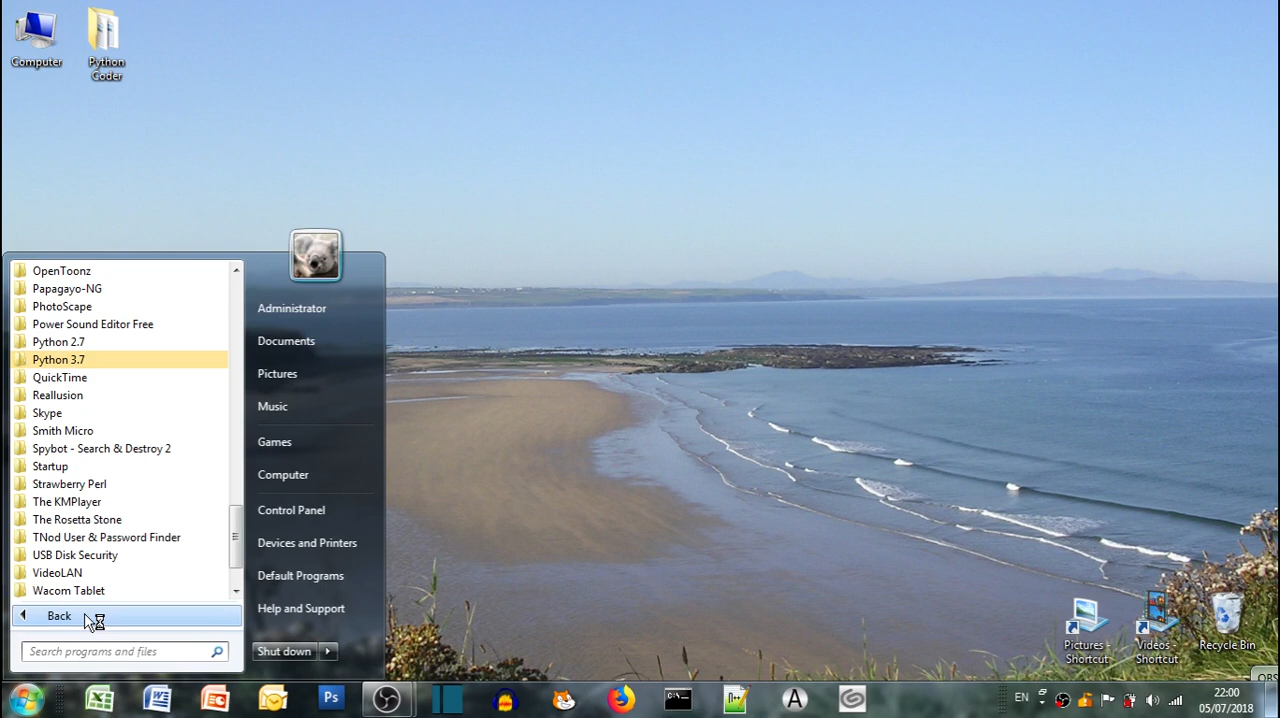 Computer
Python
Coder
OpenToonz
Papagayo-NG
PhotoScape
Power Sound Editor Free
Python 2.7
Python 3.7
QuickTime
Reallusion
Skype
Smith Micro
Spybot - Search & Destroy 2
Startup
Strawberry Perl
The KMPlayer
The Rosetta Stone
TNod User & Password Finder
USB Disk Security
VideoLAN
Wacom Tablet
Back
Search programs and files
Administrator
Documents
Pictures
Music
Games
Computer
Control Panel
Devices and Printers
Default Programs
Help and Support
Shut down
Pictures -
Shortcut
Videos -
Shortcut
Recycle Bin
OBS
Ps
A
EN
22:00
05/07/2018